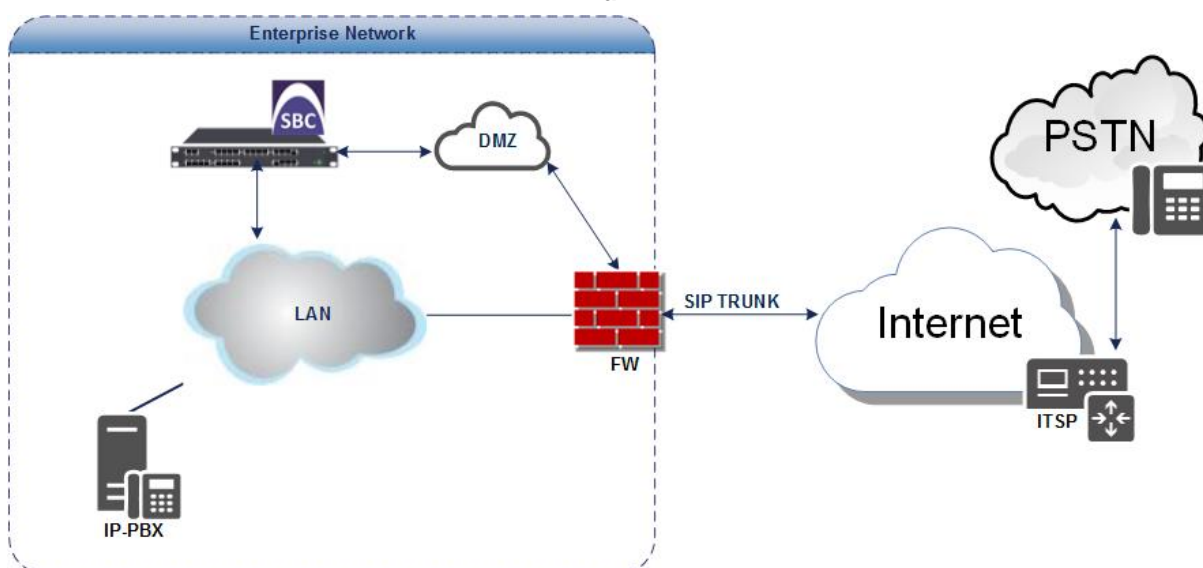 Enterprise Network
SBC
DMZ
PSTN
LAN
SIP TRUNK
Internet
FW
ITSP
IP-PBX